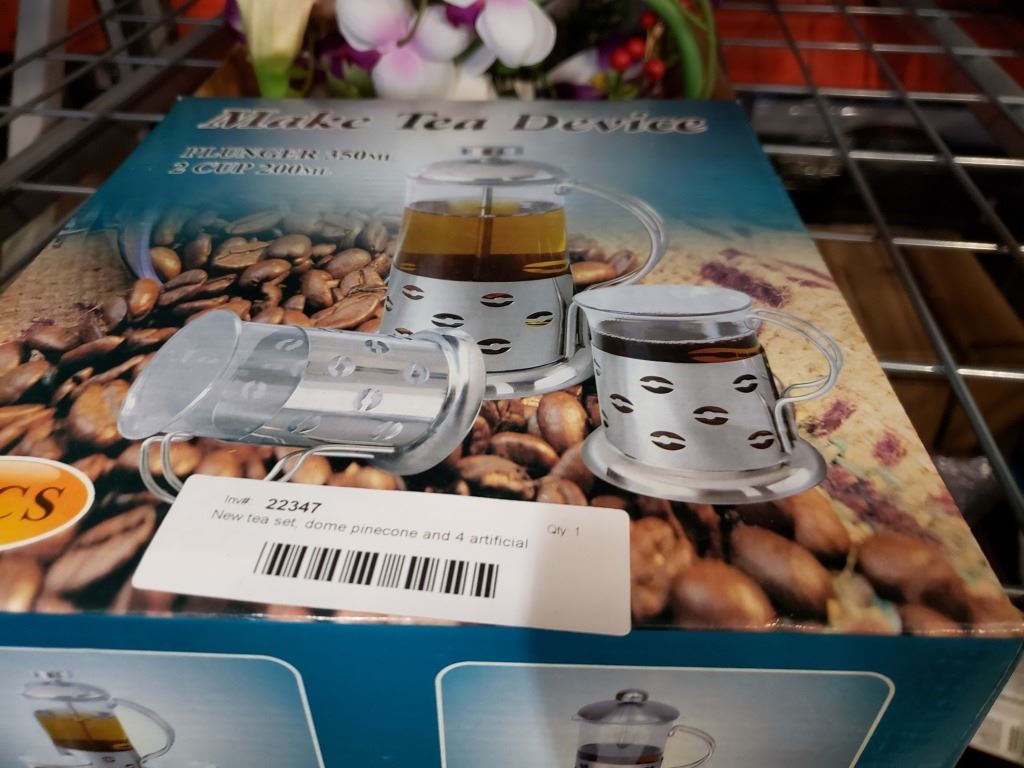 Make Tea Device
PLUNGER 350ML
2 CUP 200ML
CS
Inv#: 22347
New tea set, dome pinecone and 4 artificial
Qty 1